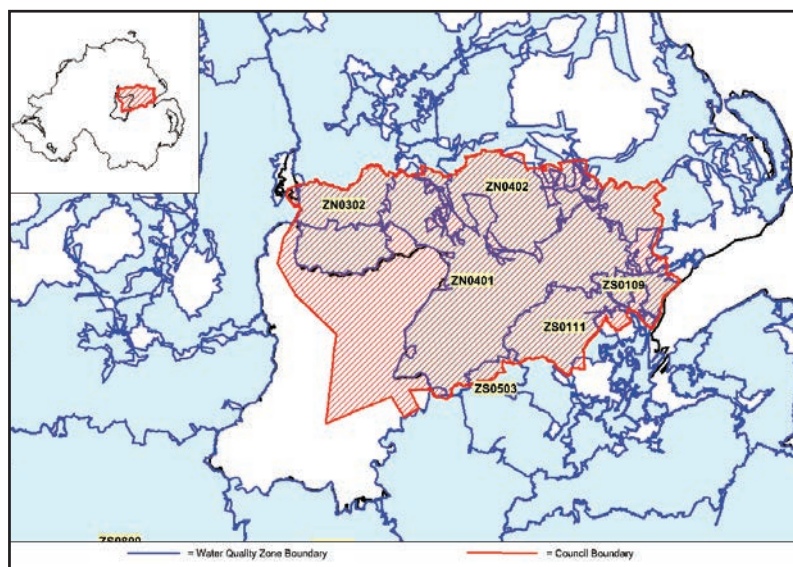 ZN0402
ZN0302
ZN0401
ZS0109
ZS0111
ZS0503
= Water Quality Zone Boundary
= Council Boundary